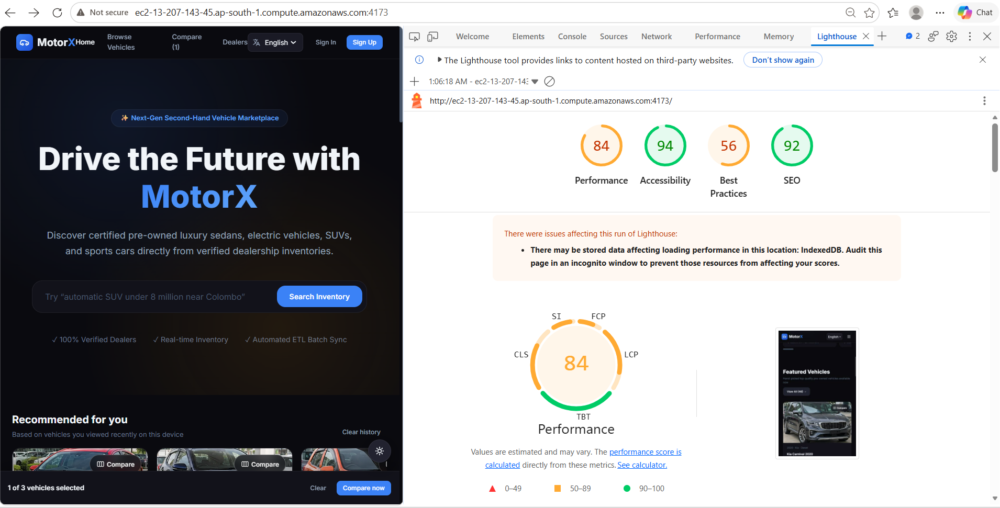 Not secure ec2-13-207-143-45.ap-south-1.compute.amazonaws.com:4173
Chat
MotorX
Home
Browse
Vehicles
Compare
(1)
Dealers
English
Sign In
Sign Up
✨ Next-Gen Second-Hand Vehicle Marketplace
Drive the Future with
MotorX
Discover certified pre-owned luxury sedans, electric vehicles, SUVs,
and sports cars directly from verified dealership inventories.
Try “automatic SUV under 8 million near Colombo”
Search Inventory
✓ 100% Verified Dealers
✓ Real-time Inventory
✓ Automated ETL Batch Sync
Recommended for you
Based on vehicles you viewed recently on this device
Clear history
Compare
Compare
1 of 3 vehicles selected
Clear
Compare now
Welcome
Elements
Console
Sources
Network
Performance
Memory
Lighthouse
2
The Lighthouse tool provides links to content hosted on third-party websites.
Don’t show again
1:06:18 AM - ec2-13-207-143
http://ec2-13-207-143-45.ap-south-1.compute.amazonaws.com:4173/
84
Performance
94
Accessibility
56
Best
Practices
92
SEO
There were issues affecting this run of Lighthouse:
• There may be stored data affecting loading performance in this location: IndexedDB. Audit this
page in an incognito window to prevent those resources from affecting your scores.
SI
FCP
CLS
LCP
84
TBT
Performance
Values are estimated and may vary. The performance score is
calculated directly from these metrics. See calculator.
0–49
50–89
90–100
MotorX
English
Featured Vehicles
View All (46) →
Compare
Kia Carnival 2020